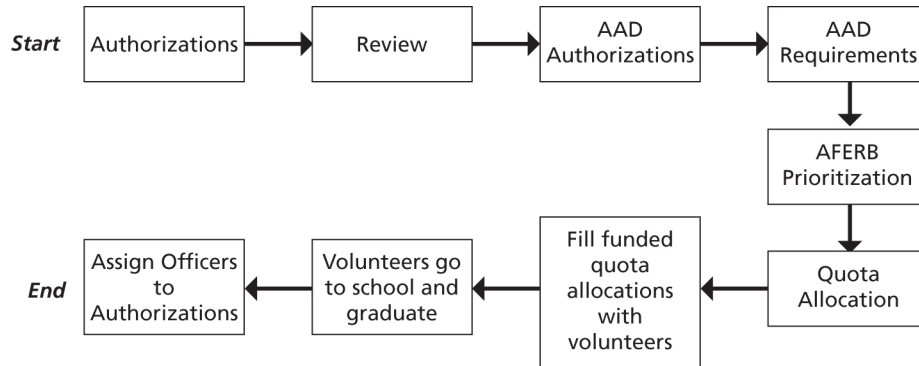 Start
Authorizations
Review
AAD
Authorizations
AAD
Requirements
AFERB
Prioritization
Quota
Allocation
Fill funded
quota
allocations
with
volunteers
Volunteers go
to school and
graduate
Assign Officers
to
Authorizations
End